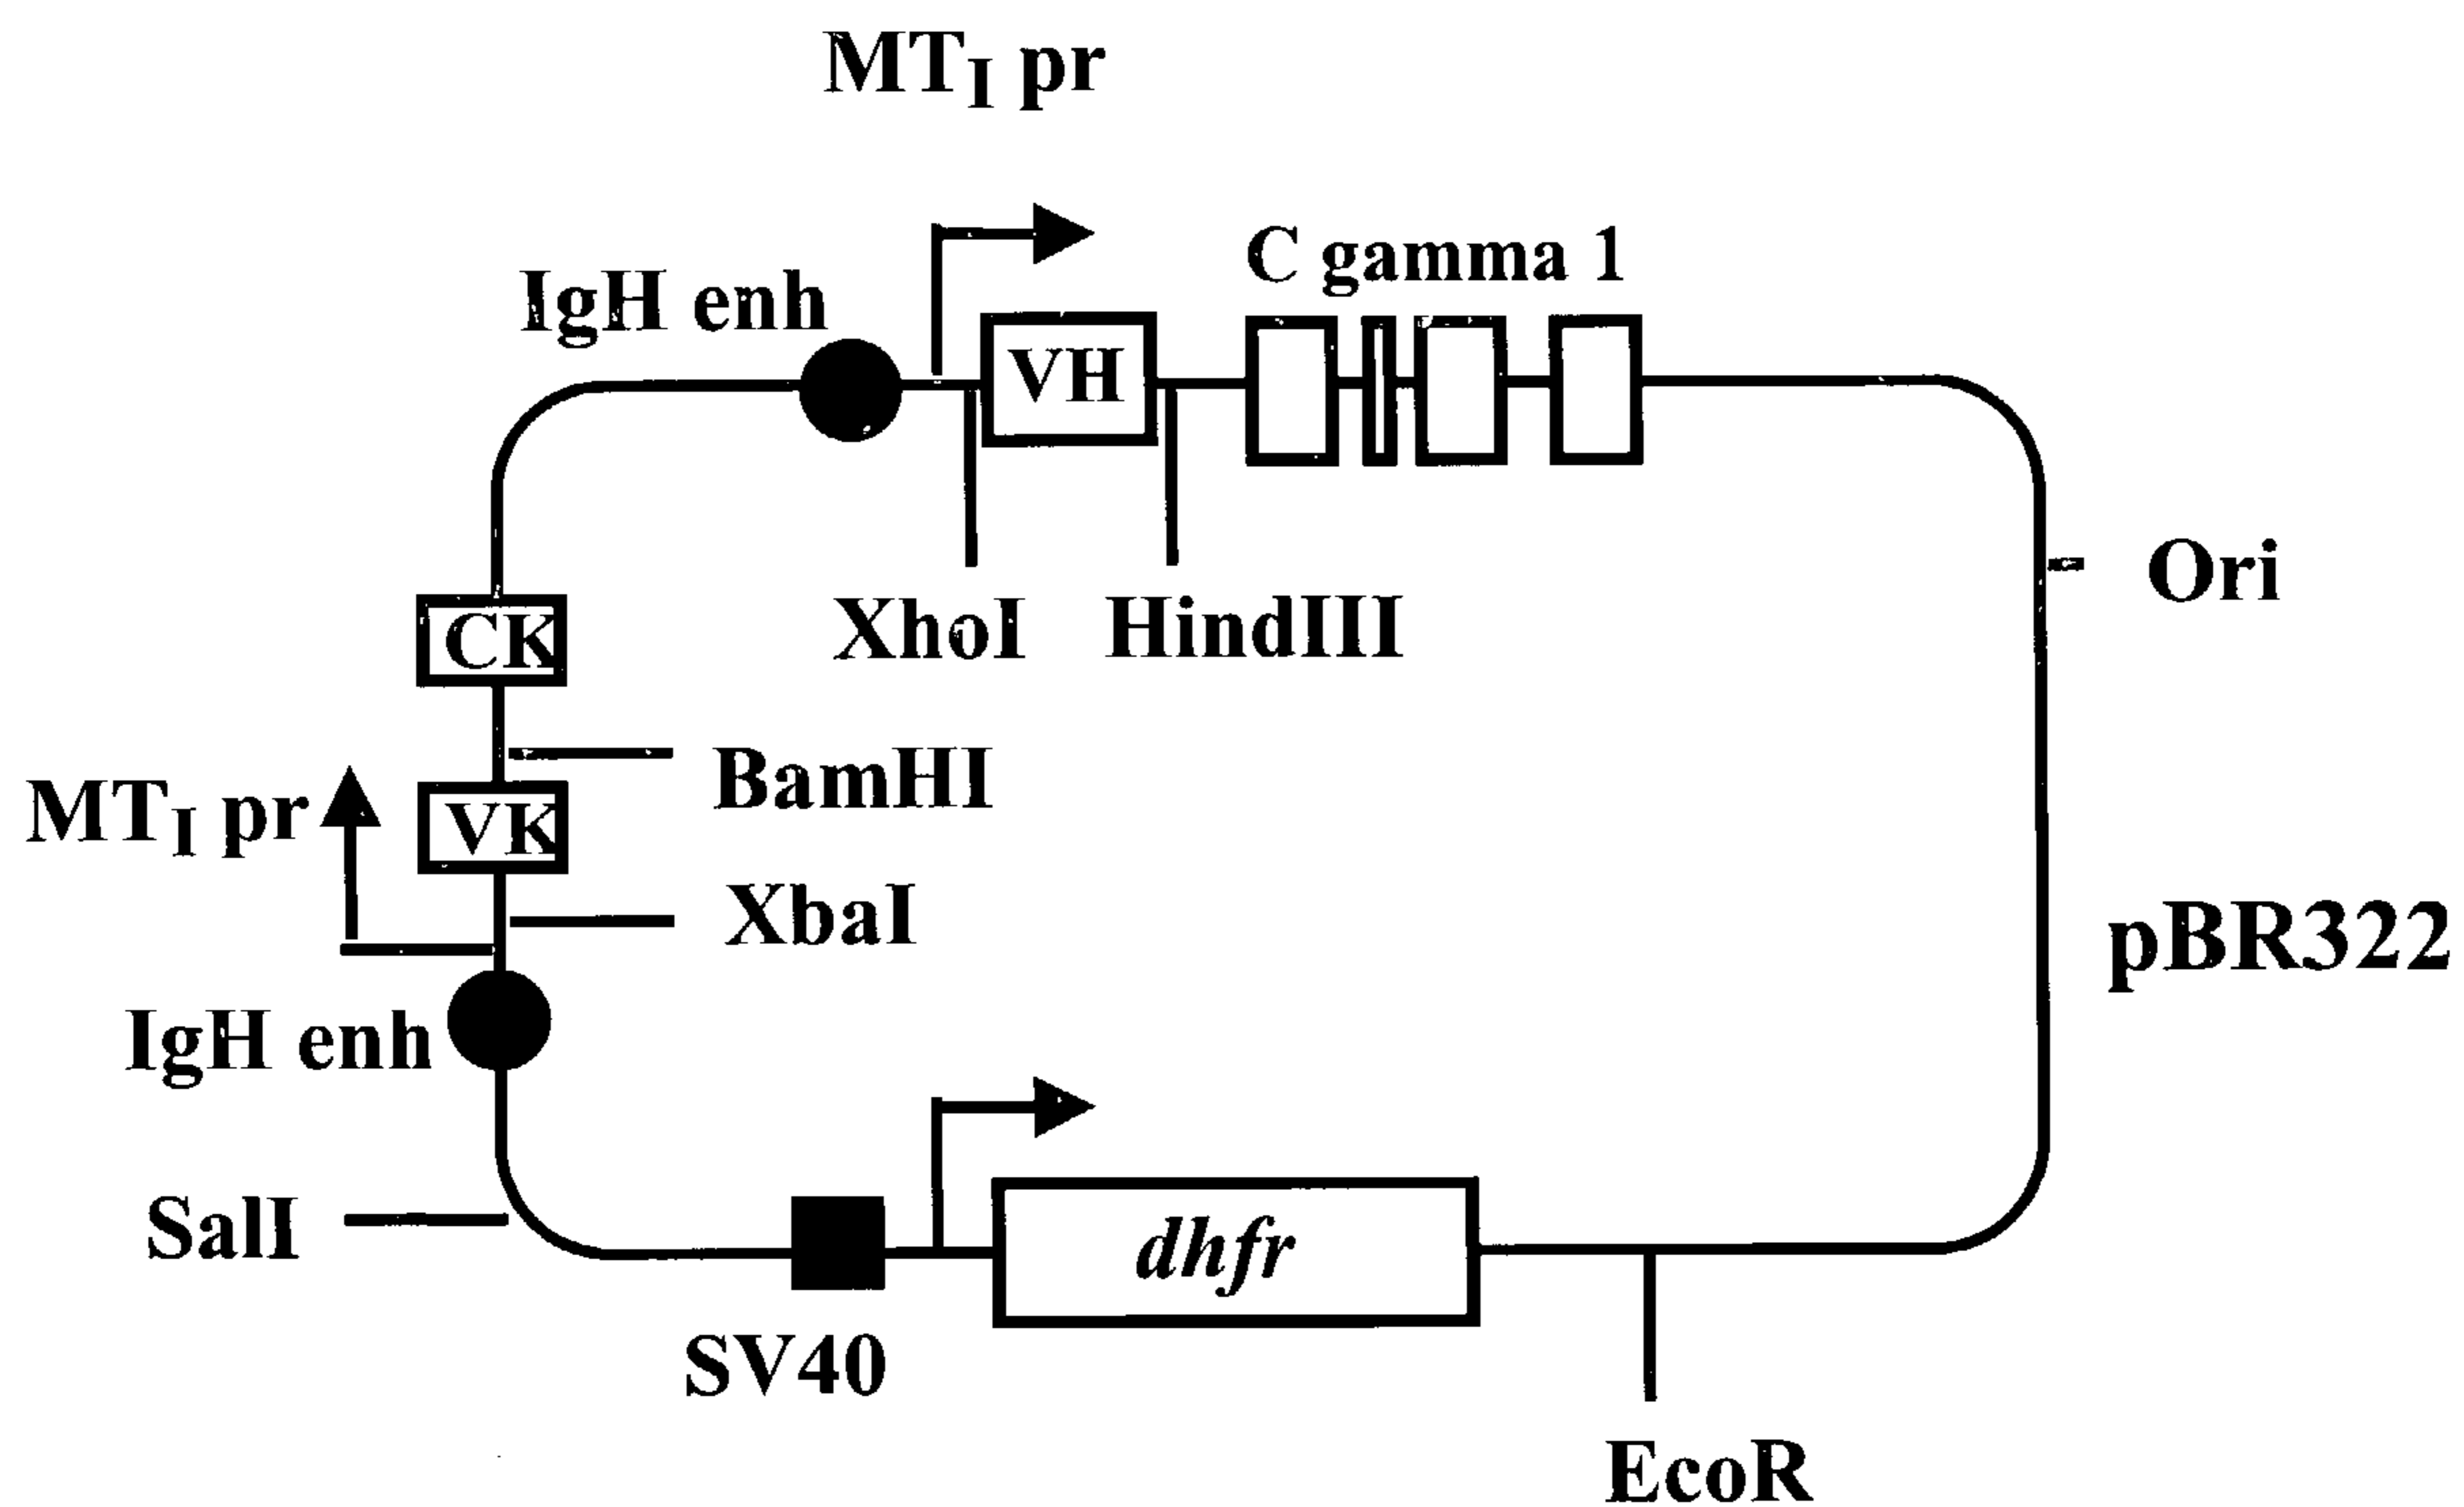 MTI pr
C gamma 1
IgH enh
VH
Ori
XhoI HindIII
CK
BamHI
MTI pr
VK
XbaI
pBR322
IgH enh
SalI
dhfr
SV40
EcoR